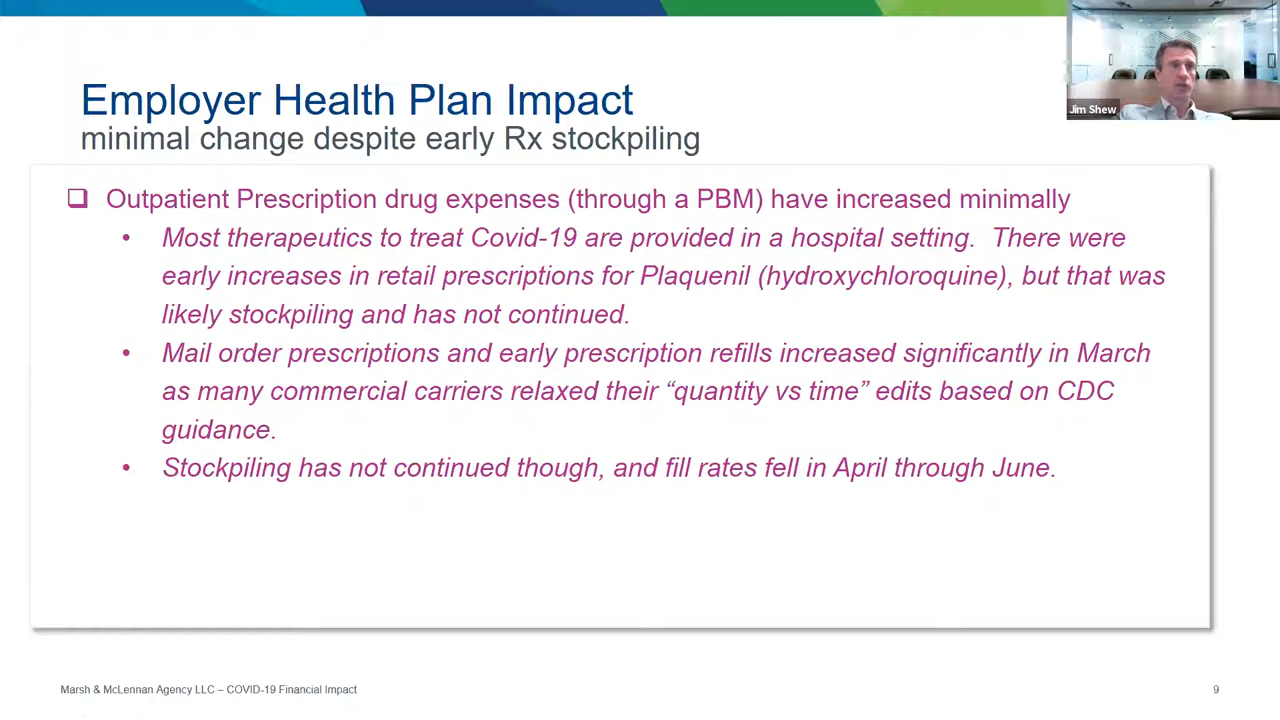 Jim Shew
Employer Health Plan Impact
minimal change despite early Rx stockpiling
❑ Outpatient Prescription drug expenses (through a PBM) have increased minimally
• Most therapeutics to treat Covid-19 are provided in a hospital setting. There were
early increases in retail prescriptions for Plaquenil (hydroxychloroquine), but that was
likely stockpiling and has not continued.
• Mail order prescriptions and early prescription refills increased significantly in March
as many commercial carriers relaxed their “quantity vs time” edits based on CDC
guidance.
• Stockpiling has not continued though, and fill rates fell in April through June.
Marsh & McLennan Agency LLC – COVID-19 Financial Impact
9